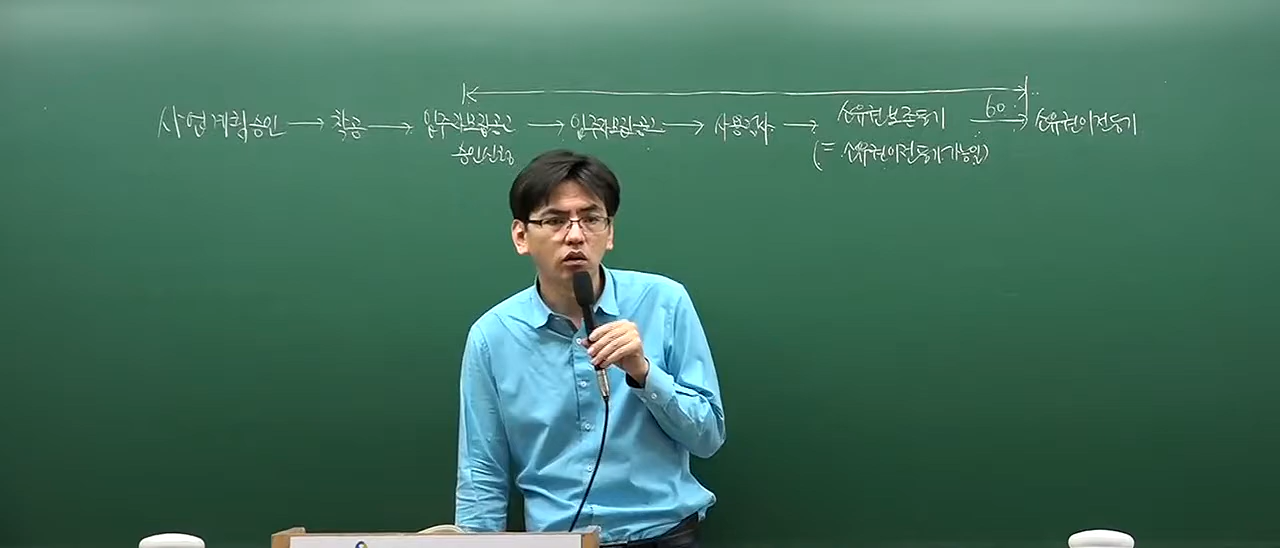 사업계획승인 → 착공 → 입주자모집공고 → 입주자모집공고 → 사용검사 → 소유권보존등기 60 → 소유권이전등기
승인신청 (= 소유권이전등기가능일)